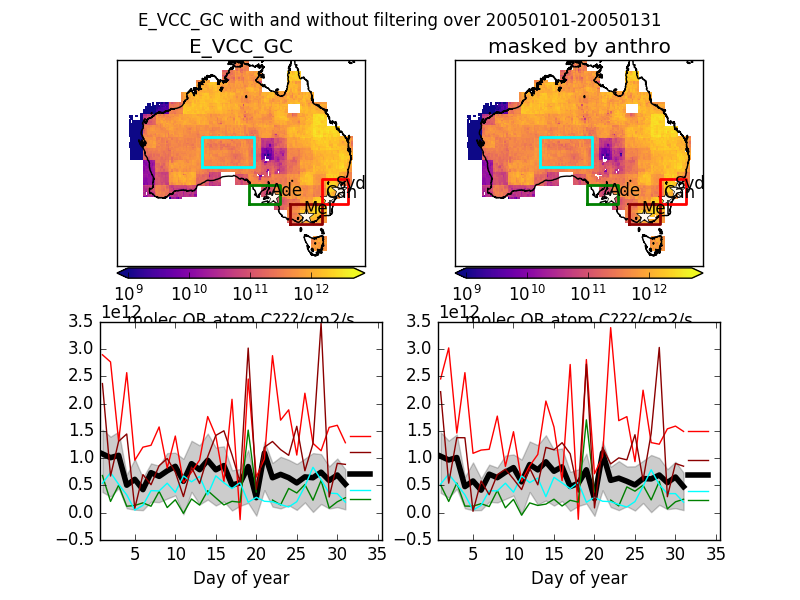 E_VCC_GC with and without filtering over 20050101-20050131
E_VCC_GC
masked by anthro
Ade
Mel
Can
Syd
Ade
Mel
Can
Syd
10^9 10^10 10^11 10^12
10^9 10^10 10^11 10^12
molec OR atom C???/cm2/s
molec OR atom C???/cm2/s
1e12
3.5
3.0
2.5
2.0
1.5
1.0
0.5
0.0
−0.5
5 10 15 20 25 30 35
Day of year
1e12
3.5
3.0
2.5
2.0
1.5
1.0
0.5
0.0
−0.5
5 10 15 20 25 30 35
Day of year